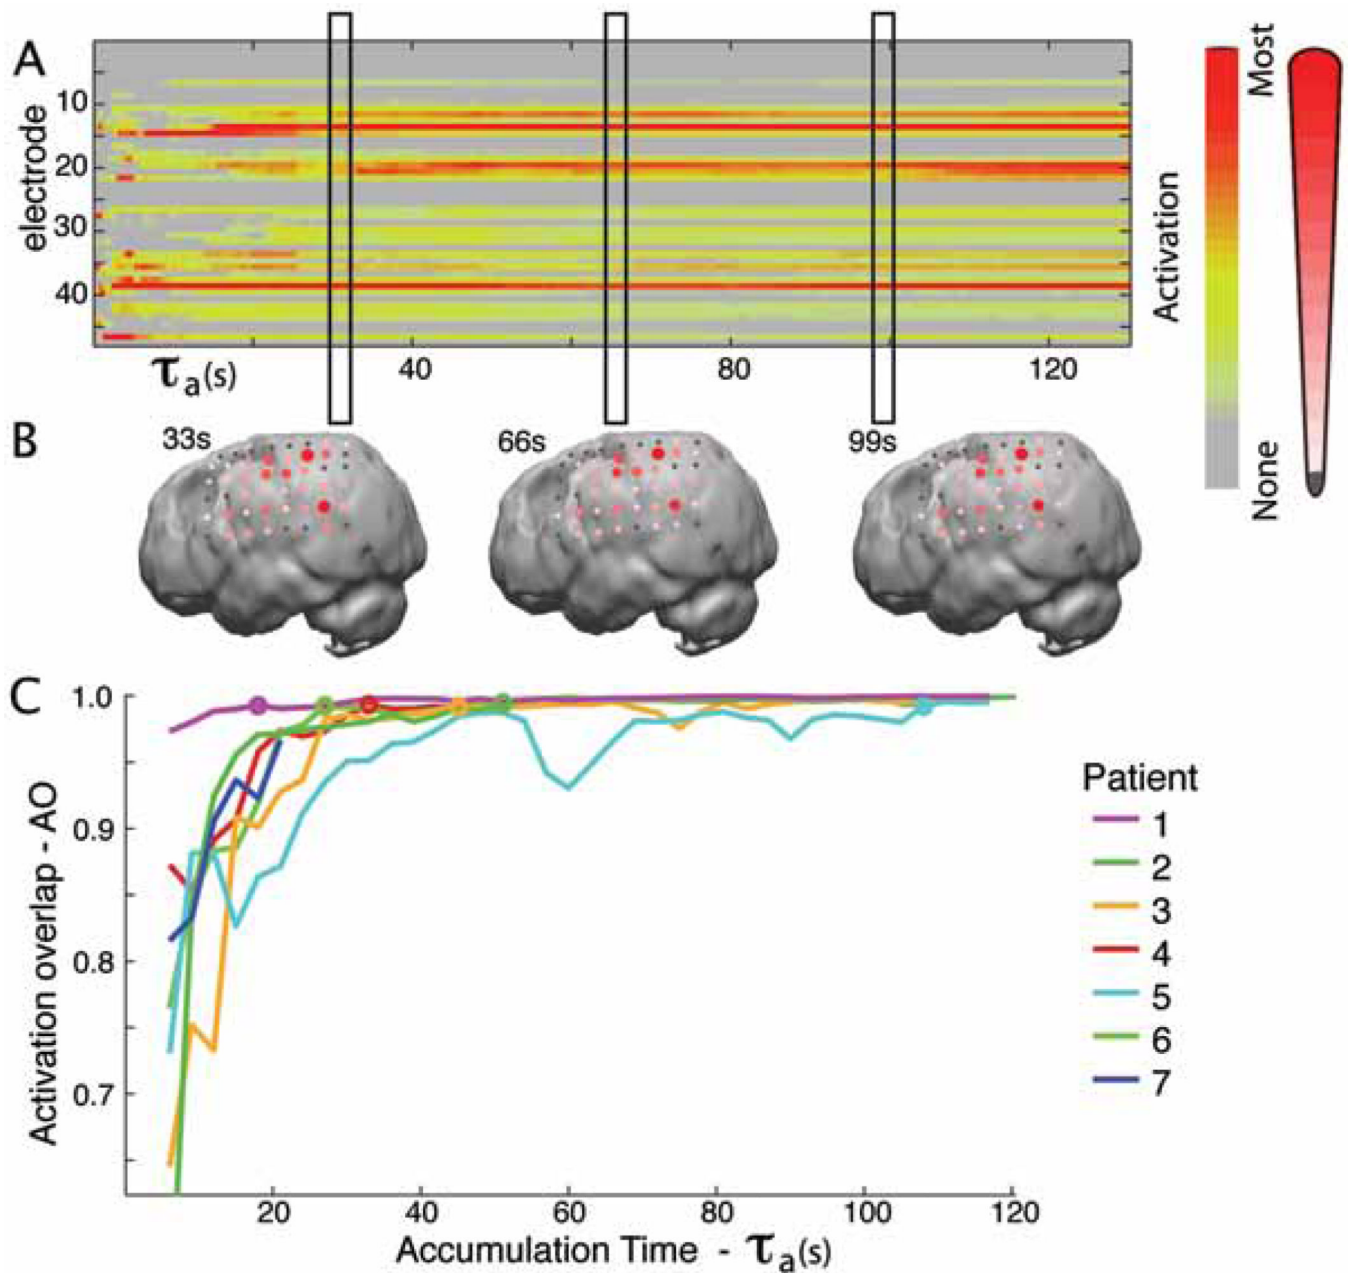 A
electrode
10
20
30
40
τa(s)
40
80
120
Activation
Most
None
B
33s
66s
99s
C
Activation overlap - AO
1.0
0.9
0.8
0.7
20
40
60
80
100
120
Accumulation Time - τa(s)
Patient
1
2
3
4
5
6
7